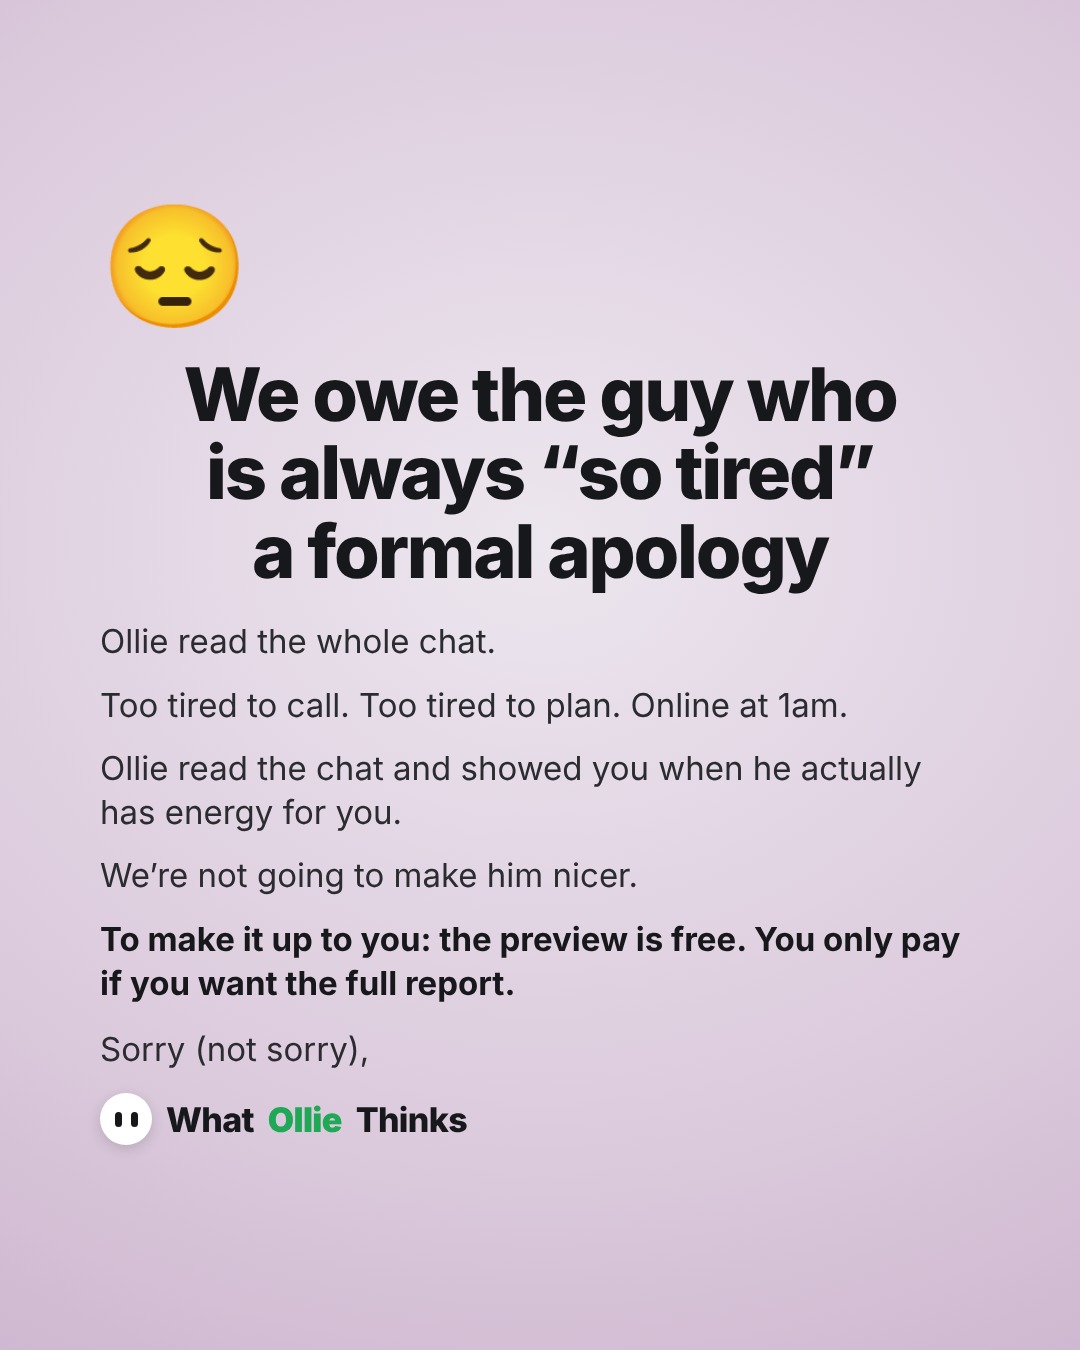 We owe the guy who
is always “so tired”
a formal apology
Ollie read the whole chat.
Too tired to call. Too tired to plan. Online at 1am.
Ollie read the chat and showed you when he actually
has energy for you.
We’re not going to make him nicer.
To make it up to you: the preview is free. You only pay
if you want the full report.
Sorry (not sorry),
What Ollie Thinks